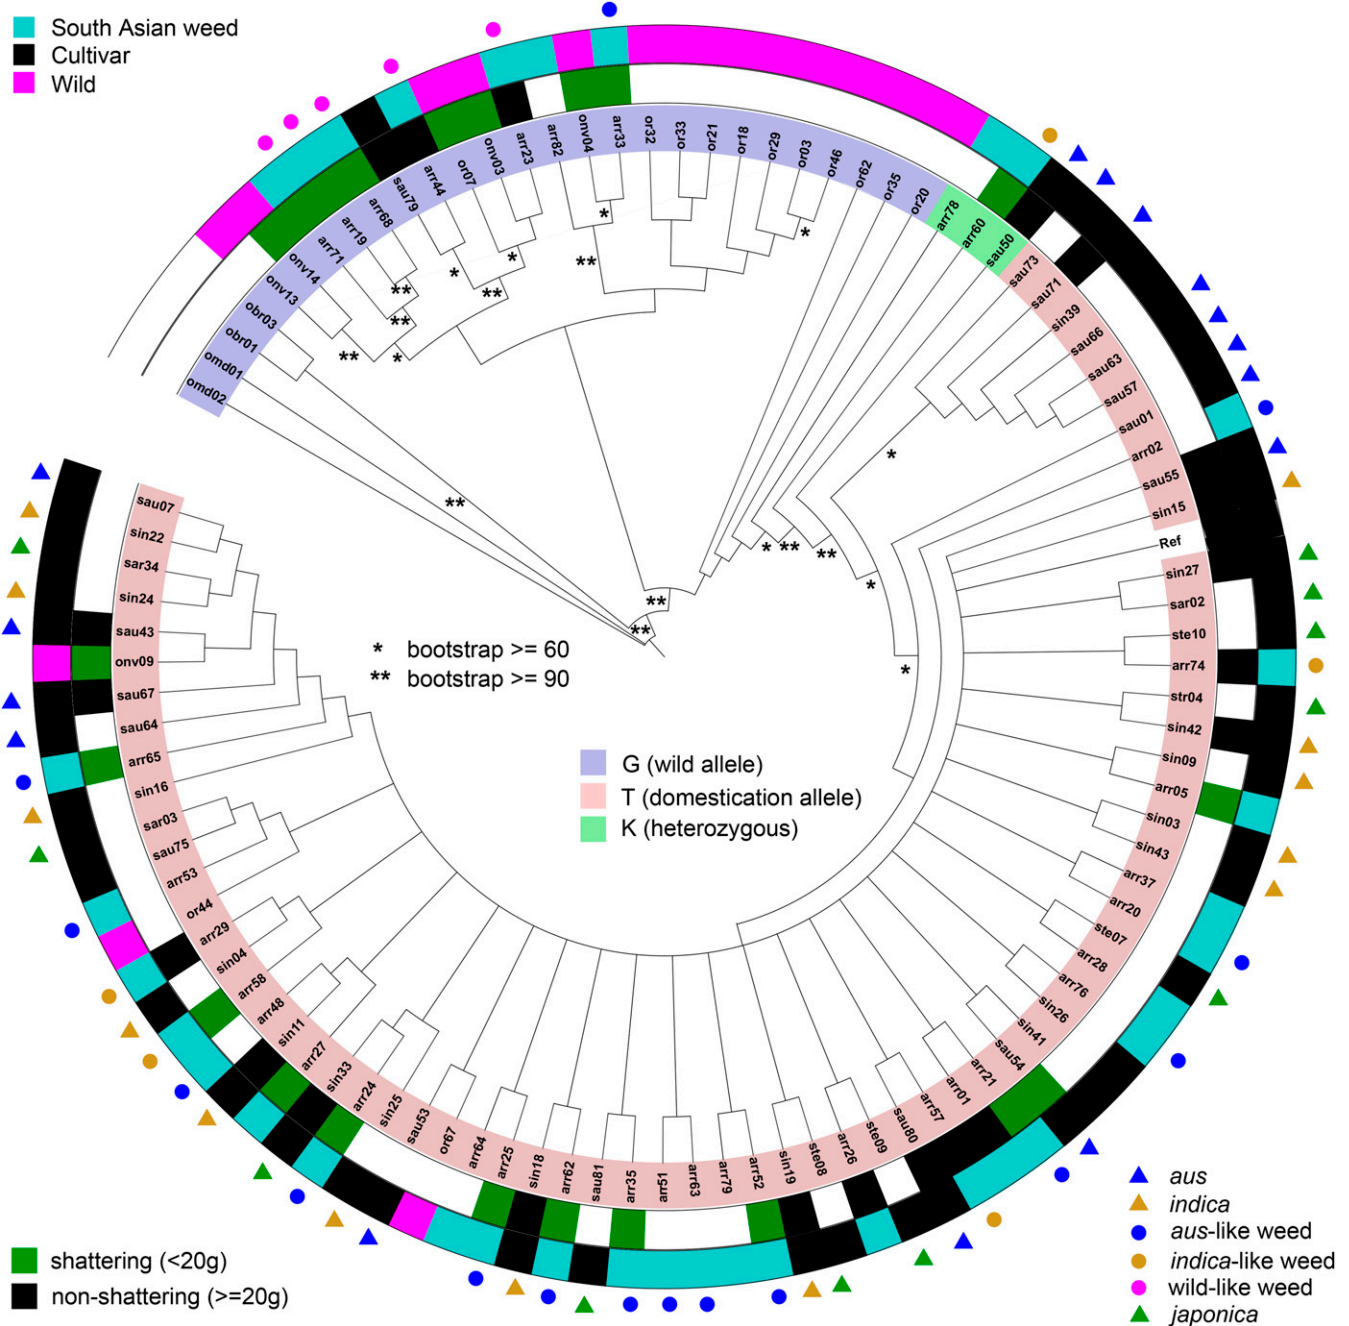 South Asian weed
Cultivar
Wild
omd02
omd01
obr01
obr03
onv13
onv14
arr71
arr19
arr68
sau79
arr44
or07
onv03
arr23
arr82
onv04
arr33
or32
or33
or21
or18
or29
or03
or46
or62
or35
or20
arr78
arr60
sau50
sau73
sau71
sin39
sau66
sau63
sau57
sau01
arr02
sau55
sin15
Ref
sin27
sar02
ste10
arr74
str04
sin42
sin09
arr05
sin03
sin43
arr37
arr20
ste07
arr28
arr76
sin26
sin41
sau54
arr21
arr01
arr57
sau80
ste09
arr26
ste08
sin19
arr52
arr79
arr63
arr51
arr35
sau81
arr62
sin18
arr25
arr64
or67
sau53
sin25
arr24
sin33
arr27
sin11
arr48
arr58
sin04
arr29
or44
arr53
sau75
sar03
sin16
arr65
sau64
sau67
onv09
sau43
sin24
sar34
sin22
sau07
* bootstrap >= 60
** bootstrap >= 90
G (wild allele)
T (domestication allele)
K (heterozygous)
shattering (<20g)
non-shattering (>=20g)
aus
indica
aus-like weed
indica-like weed
wild-like weed
japonica